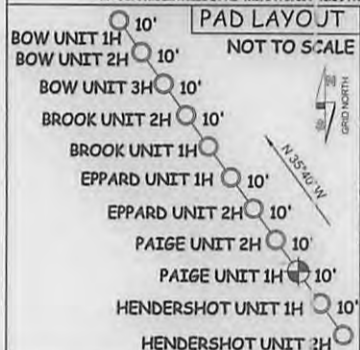 PAD LAYOUT
NOT TO SCALE
GRID NORTH
N 35°40' W
BOW UNIT 1H 10'
BOW UNIT 2H 10'
BOW UNIT 3H 10'
BROOK UNIT 2H 10'
BROOK UNIT 1H
EPPARD UNIT 1H 10'
EPPARD UNIT 2H 10'
PAIGE UNIT 2H 10'
PAIGE UNIT 1H 10'
HENDERSHOT UNIT 1H 10'
HENDERSHOT UNIT 2H